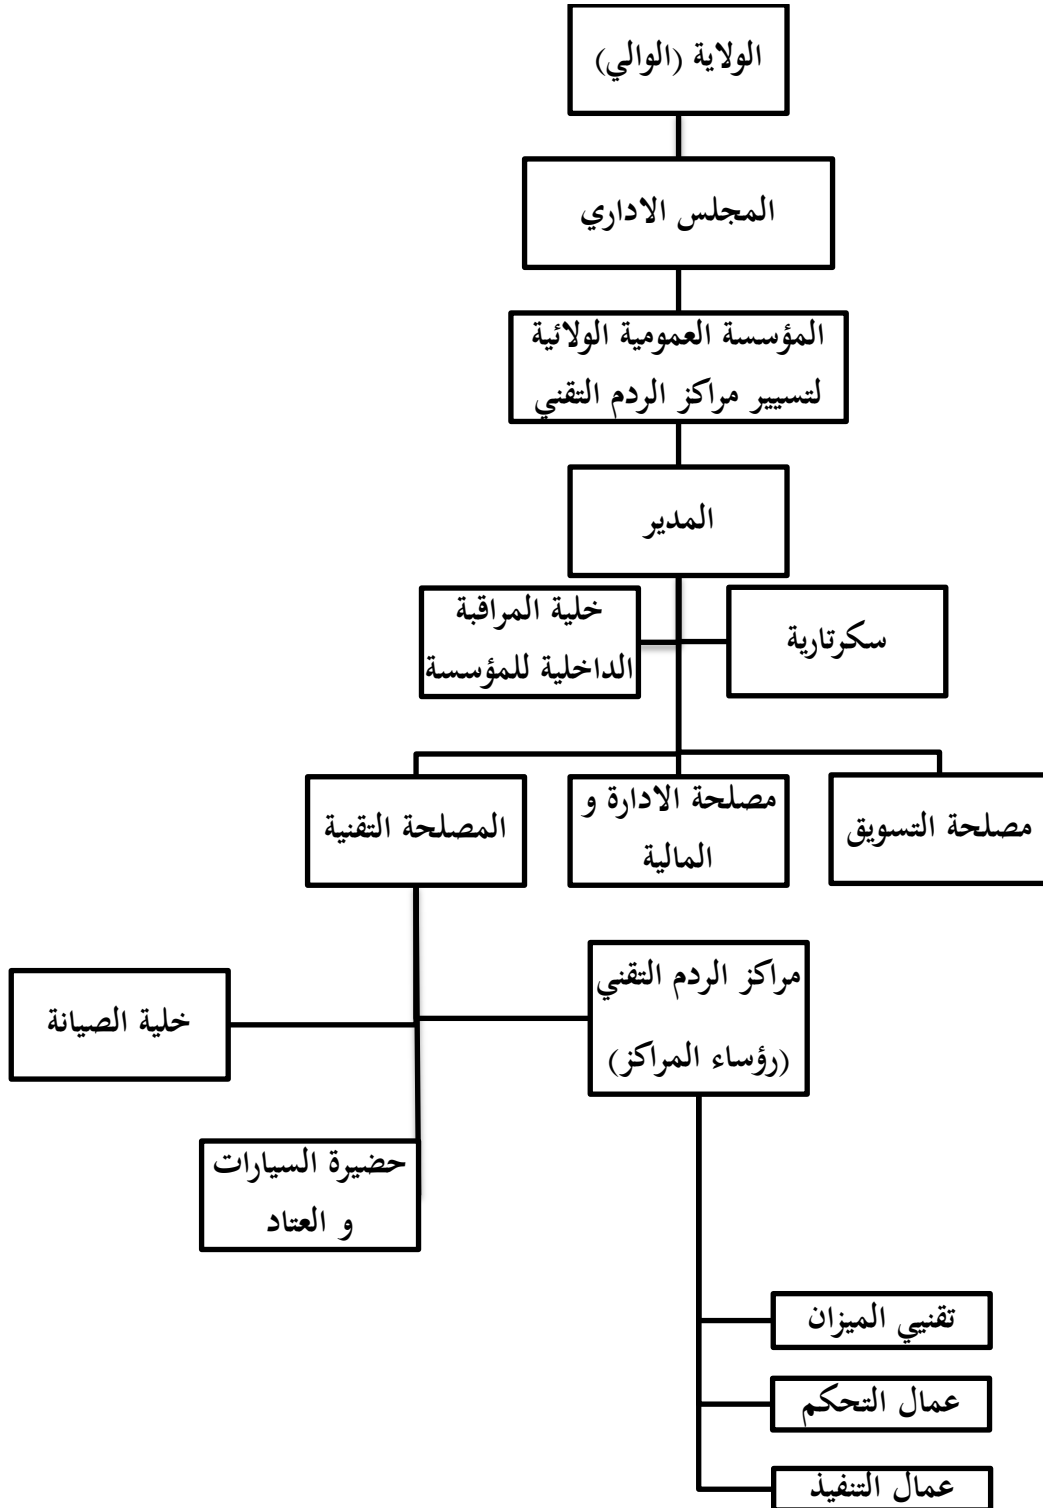 الولاية (الوالي)
المجلس الاداري
المؤسسة العمومية الولائية
لتسيير مراكز الردم التقني
المدير
سكرتارية
خلية المراقبة
الداخلية للمؤسسة
مصلحة التسويق
مصلحة الادارة و
المالية
المصلحة التقنية
مراكز الردم التقني
(رؤساء المراكز)
خلية الصيانة
حضيرة السيارات
و العتاد
تقنيي الميزان
عمال التحكم
عمال التنفيذ